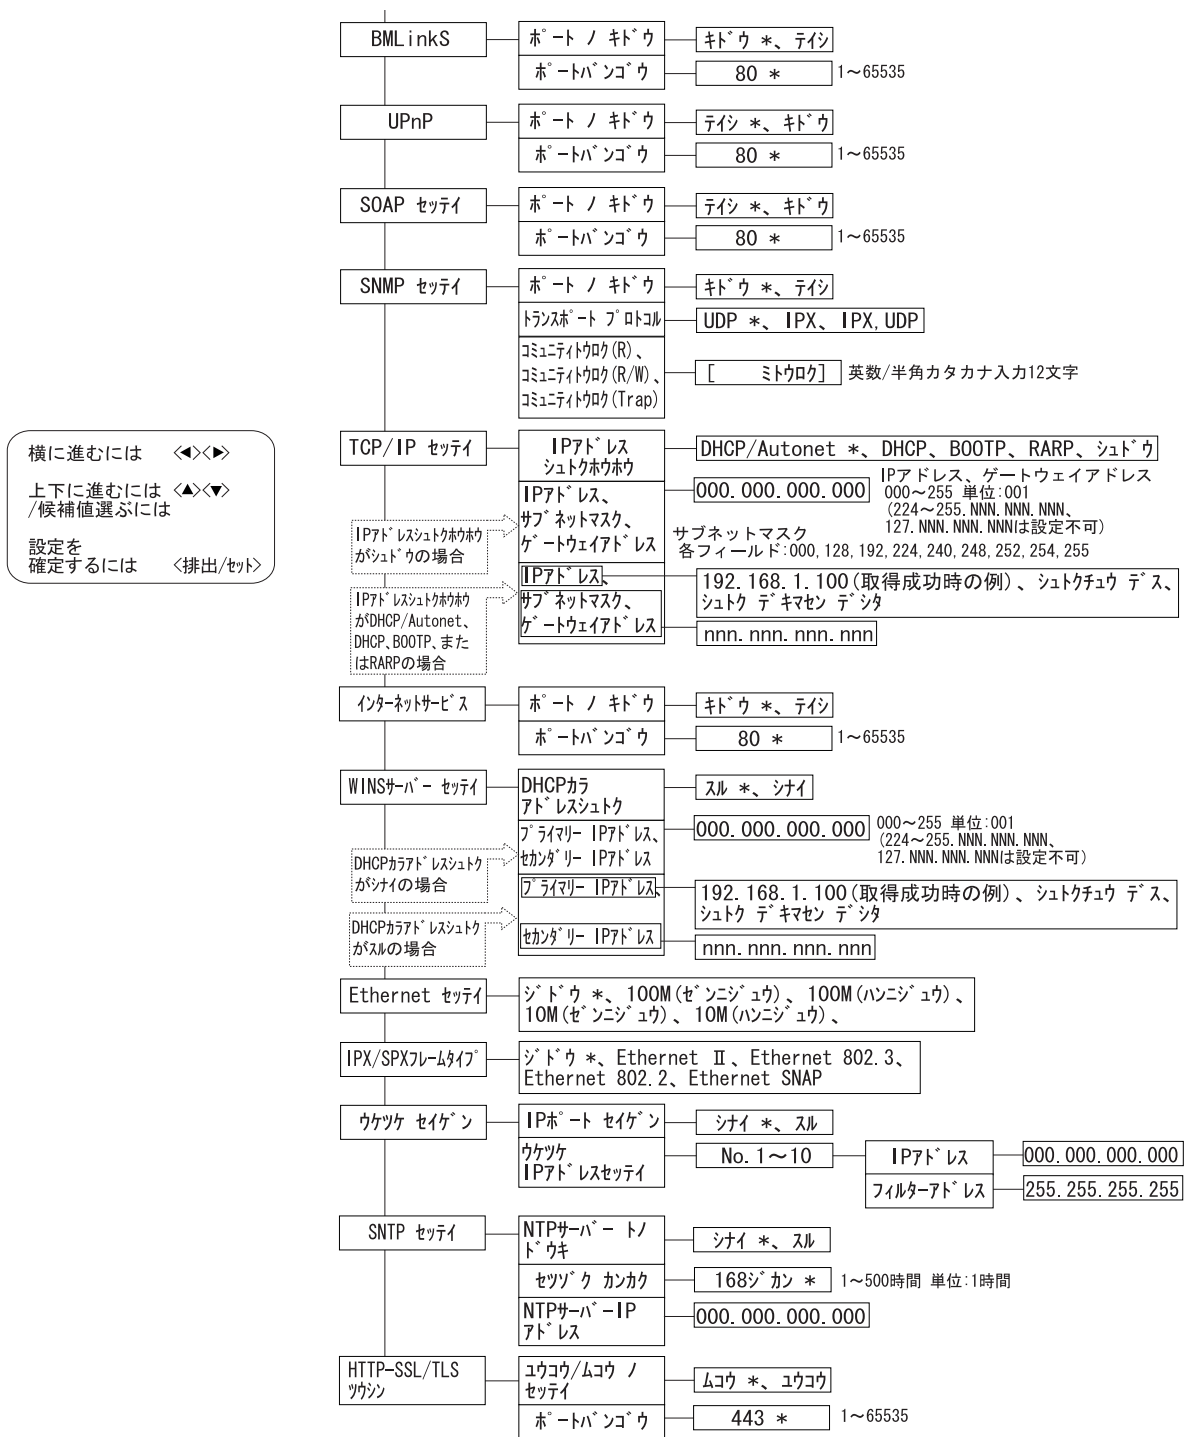 BMLinkS
ﾎﾟｰﾄ ﾉ ｷﾄﾞｳ
ｷﾄﾞｳ *、ﾃｲｼ
ﾎﾟｰﾄﾊﾞﾝｺﾞｳ
80 *
1～65535
UPnP
ﾎﾟｰﾄ ﾉ ｷﾄﾞｳ
ﾃｲｼ *、ｷﾄﾞｳ
ﾎﾟｰﾄﾊﾞﾝｺﾞｳ
80 *
1～65535
SOAP ｾｯﾃｲ
ﾎﾟｰﾄ ﾉ ｷﾄﾞｳ
ﾃｲｼ *、ｷﾄﾞｳ
ﾎﾟｰﾄﾊﾞﾝｺﾞｳ
80 *
1～65535
SNMP ｾｯﾃｲ
ﾎﾟｰﾄ ﾉ ｷﾄﾞｳ
ｷﾄﾞｳ *、ﾃｲｼ
ﾄﾗﾝｽﾎﾟｰﾄ ﾌﾟﾛﾄｺﾙ
UDP *、IPX、IPX,UDP
ｺﾐｭﾆﾃｨﾄｳﾛｸ(R)、
ｺﾐｭﾆﾃｨﾄｳﾛｸ(R/W)、
ｺﾐｭﾆﾃｨﾄｳﾛｸ(Trap)
[ ﾐﾄｳﾛｸ]
英数/半角カタカナ入力12文字
横に進むには 〈◀〉〈▶〉
上下に進むには 〈▲〉〈▼〉
/候補値選ぶには
設定を
確定するには 〈排出/ｾｯﾄ〉
TCP/IP ｾｯﾃｲ
IPｱﾄﾞﾚｽ
ｼｭﾄｸﾎｳﾎｳ
DHCP/Autonet *、DHCP、BOOTP、RARP、ｼｭﾄﾞｳ
IPｱﾄﾞﾚｽ、
ｻﾌﾞﾈｯﾄﾏｽｸ、
ｹﾞｰﾄｳｪｲｱﾄﾞﾚｽ
000.000.000.000
IPアドレス、ゲートウェイアドレス
000～255 単位:001
(224～255.NNN.NNN.NNN、
127.NNN.NNN.NNNは設定不可)
サブネットマスク
各フィールド:000,128,192,224,240,248,252,254,255
IPｱﾄﾞﾚｽｼｭﾄｸﾎｳﾎｳ
がｼｭﾄﾞｳの場合
IPｱﾄﾞﾚｽ、
ｻﾌﾞﾈｯﾄﾏｽｸ、
ｹﾞｰﾄｳｪｲｱﾄﾞﾚｽ
192.168.1.100(取得成功時の例)、ｼｭﾄｸﾁｭｳ ﾃﾞｽ、
ｼｭﾄｸ ﾃﾞｷﾏｾﾝ ﾃﾞｼﾀ
nnn.nnn.nnn.nnn
IPｱﾄﾞﾚｽｼｭﾄｸﾎｳﾎｳ
がDHCP/Autonet、
DHCP、BOOTP、また
はRARPの場合
ｲﾝﾀｰﾈｯﾄｻｰﾋﾞｽ
ﾎﾟｰﾄ ﾉ ｷﾄﾞｳ
ｷﾄﾞｳ *、ﾃｲｼ
ﾎﾟｰﾄﾊﾞﾝｺﾞｳ
80 *
1～65535
WINSｻｰﾊﾞｰ ｾｯﾃｲ
DHCPｶﾗ
ｱﾄﾞﾚｽｼｭﾄｸ
ｽﾙ *、ｼﾅｲ
ﾌﾟﾗｲﾏﾘｰ IPｱﾄﾞﾚｽ、
ｾｶﾝﾀﾞﾘｰ IPｱﾄﾞﾚｽ
000.000.000.000
000～255 単位:001
(224～255.NNN.NNN.NNN、
127.NNN.NNN.NNNは設定不可)
DHCPｶﾗｱﾄﾞﾚｽｼｭﾄｸ
がｼﾅｲの場合
ﾌﾟﾗｲﾏﾘｰ IPｱﾄﾞﾚｽ、
192.168.1.100(取得成功時の例)、ｼｭﾄｸﾁｭｳ ﾃﾞｽ、
ｼｭﾄｸ ﾃﾞｷﾏｾﾝ ﾃﾞｼﾀ
DHCPｶﾗｱﾄﾞﾚｽｼｭﾄｸ
がｽﾙの場合
ｾｶﾝﾀﾞﾘｰ IPｱﾄﾞﾚｽ
nnn.nnn.nnn.nnn
Ethernet ｾｯﾃｲ
ｼﾞﾄﾞｳ *、100M(ｾﾞﾝﾆｼﾞｭｳ)、100M(ﾊﾝﾆｼﾞｭｳ)、
10M(ｾﾞﾝﾆｼﾞｭｳ)、10M(ﾊﾝﾆｼﾞｭｳ)、
IPX/SPXﾌﾚｰﾑﾀｲﾌﾟ
ｼﾞﾄﾞｳ *、Ethernet Ⅱ、Ethernet 802.3、
Ethernet 802.2、Ethernet SNAP
ｳｹﾂｹ ｾｲｹﾞﾝ
IPﾎﾟｰﾄ ｾｲｹﾞﾝ
ｼﾅｲ *、ｽﾙ
ｳｹﾂｹ
IPｱﾄﾞﾚｽｾｯﾃｲ
No.1～10
IPｱﾄﾞﾚｽ
000.000.000.000
ﾌｨﾙﾀｰｱﾄﾞﾚｽ
255.255.255.255
SNTP ｾｯﾃｲ
NTPｻｰﾊﾞｰ ﾄﾉ
ﾄﾞｳｷ
ｼﾅｲ *、ｽﾙ
ｾﾂｿﾞｸ ｶﾝｶｸ
168ｼﾞｶﾝ *
1～500時間 単位:1時間
NTPｻｰﾊﾞｰIP
ｱﾄﾞﾚｽ
000.000.000.000
HTTP-SSL/TLS
ﾂｳｼﾝ
ﾕｳｺｳ/ﾑｺｳ ﾉ
ｾｯﾃｲ
ﾑｺｳ *、ﾕｳｺｳ
ﾎﾟｰﾄﾊﾞﾝｺﾞｳ
443 *
1～65535